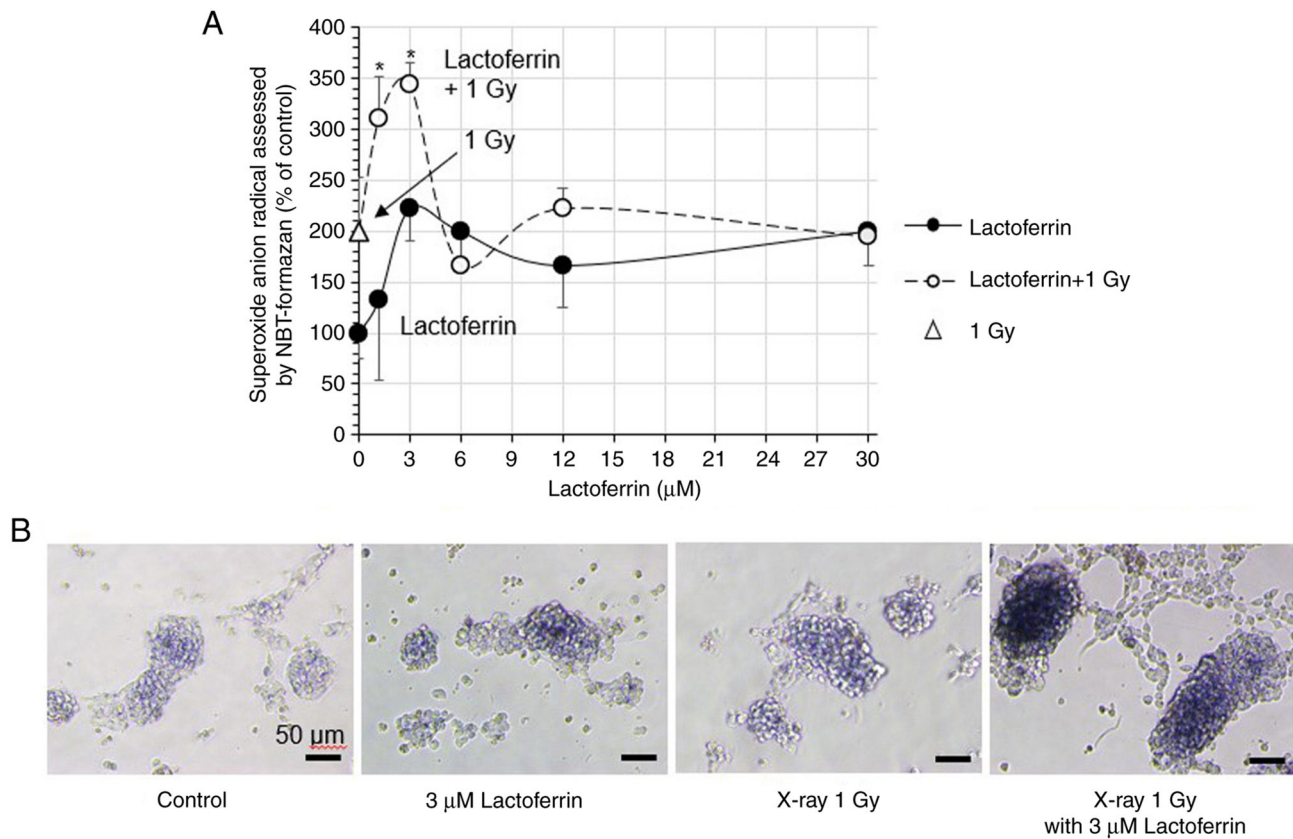 A
Superoxide anion radical assessed
by NBT-formazan (% of control)
400
350
300
250
200
150
100
50
0
* *
Lactoferrin
+ 1 Gy
1 Gy
Lactoferrin
0 3 6 9 12 15 18 21 24 27 30
Lactoferrin (μM)
Lactoferrin
Lactoferrin+1 Gy
1 Gy
B
50 μm
Control
3 μM Lactoferrin
X-ray 1 Gy
X-ray 1 Gy
with 3 μM Lactoferrin